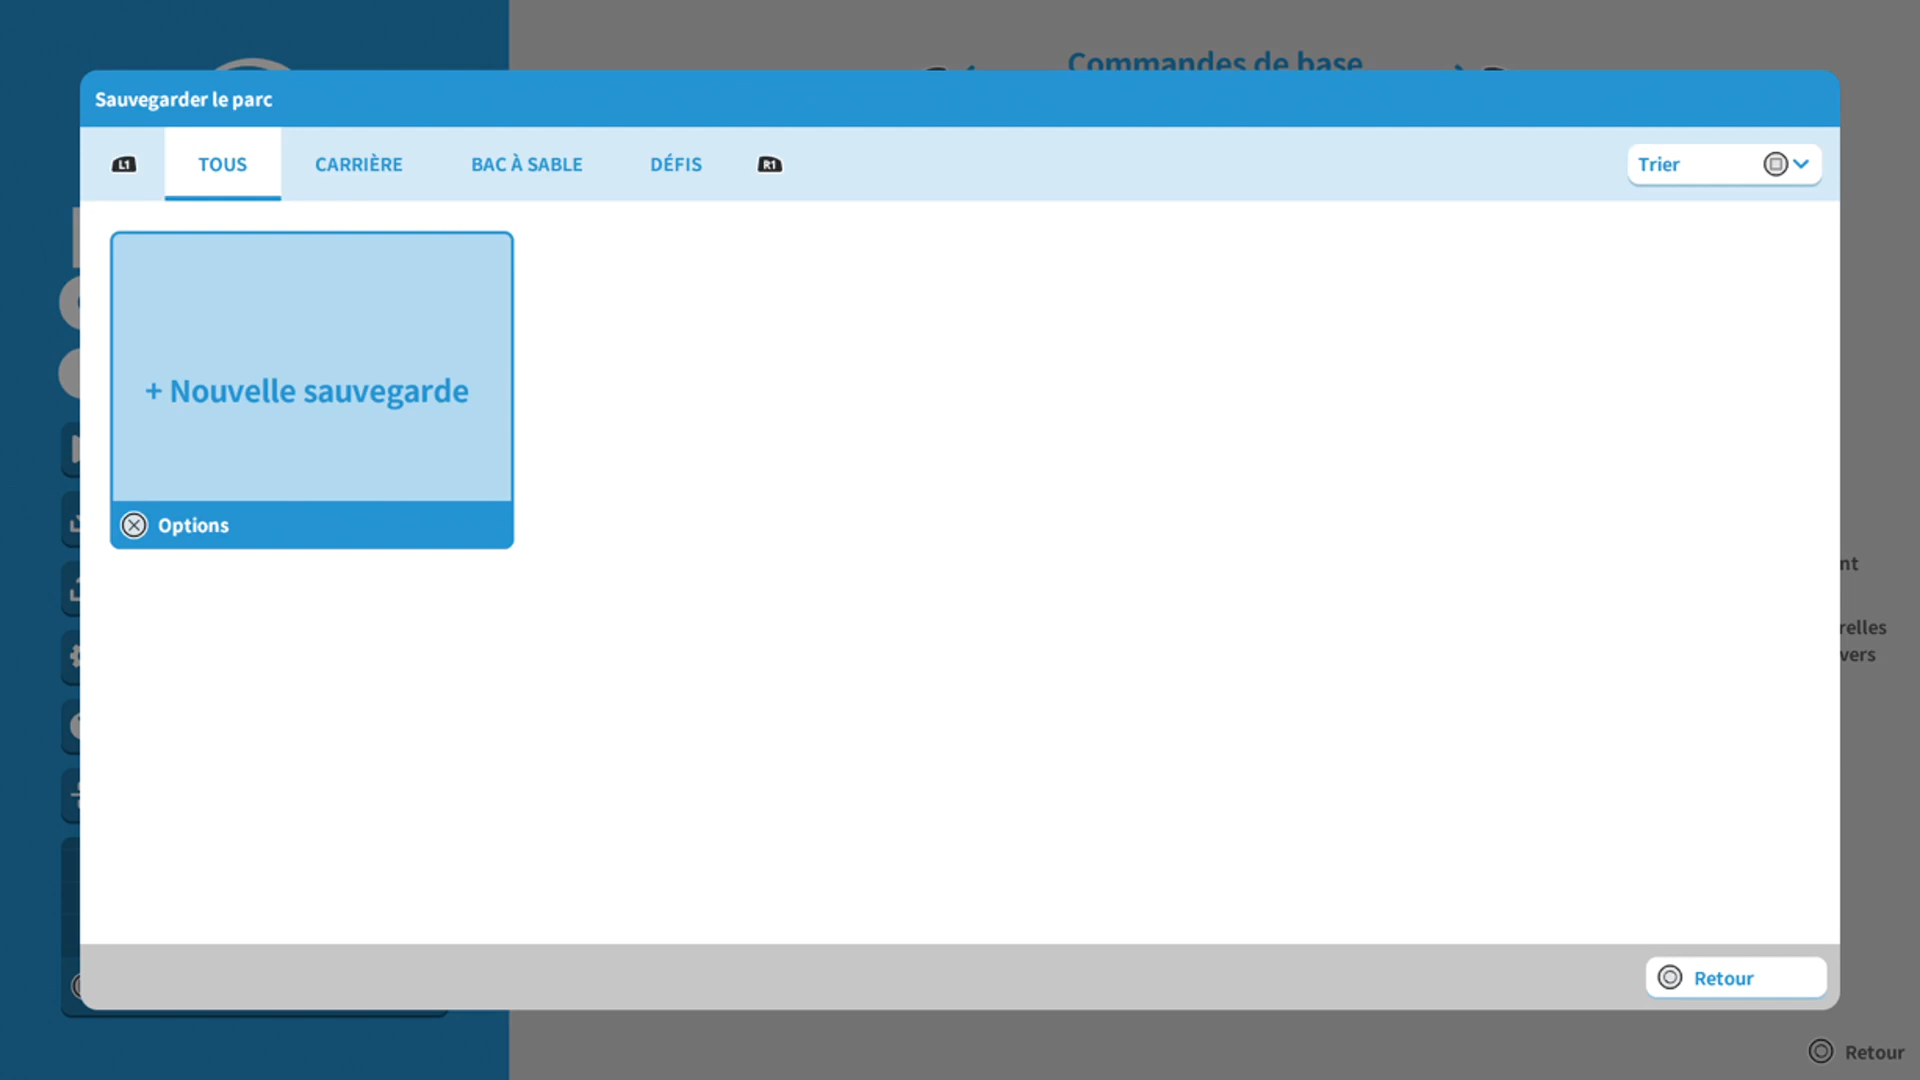 Commandes de base
Sauvegarder le parc
L1
TOUS
CARRIÈRE
BAC À SABLE
DÉFIS
R1
Trier
+ Nouvelle sauvegarde
Options
nt
relles
vers
Retour
Retour